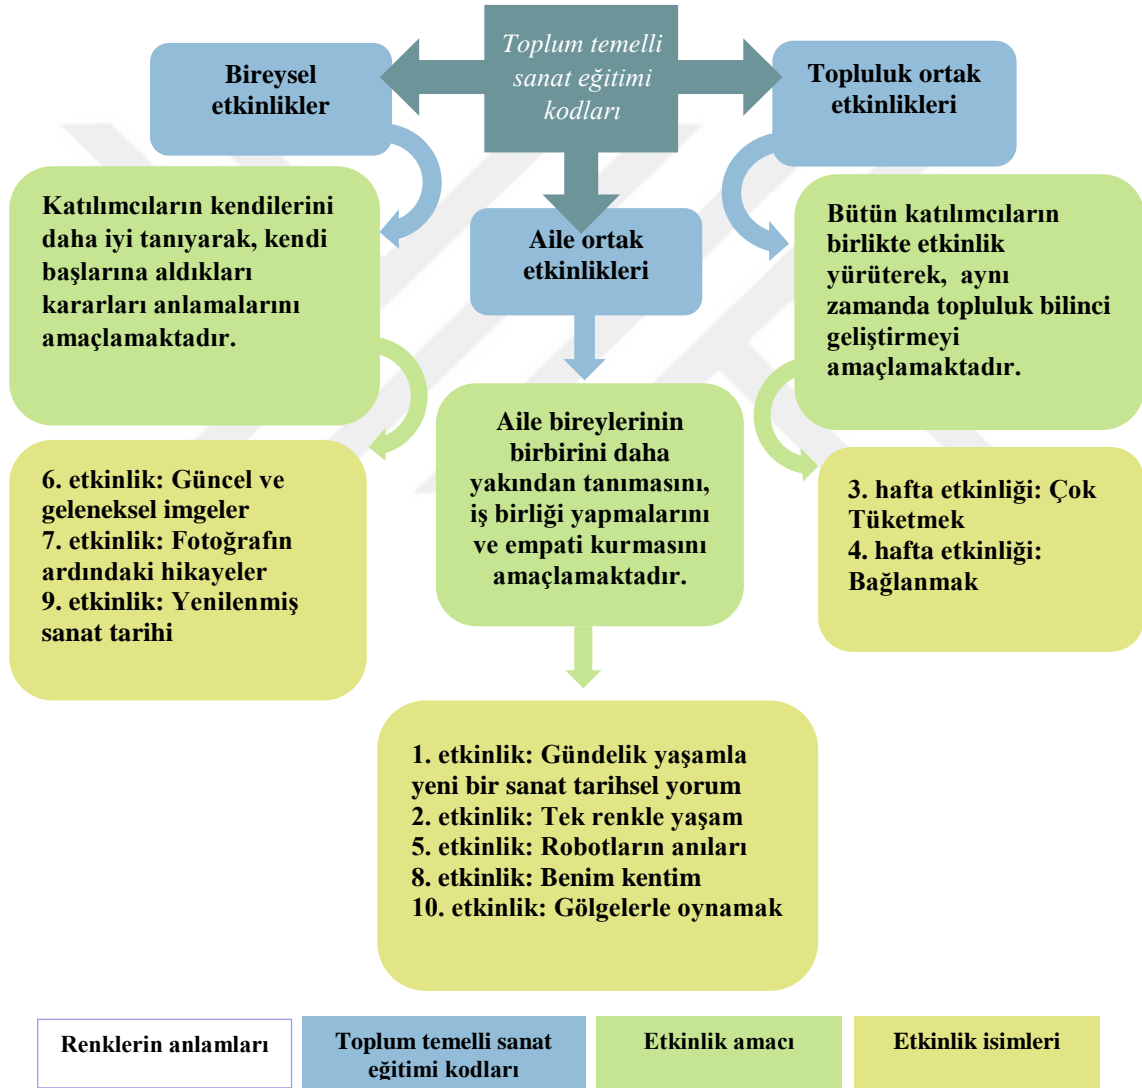 Toplum temelli
sanat eğitimi
kodları
Bireysel
etkinlikler
Topluluk ortak
etkinlikleri
Aile ortak
etkinlikleri
Katılımcıların kendilerini
daha iyi tanıyarak, kendi
başlarına aldıkları
kararları anlamalarını
amaçlamaktadır.
Bütün katılımcıların
birlikte etkinlik
yürüterek, aynı
zamanda topluluk bilinci
geliştirmeyi
amaçlamaktadır.
Aile bireylerinin
birbirini daha
yakından tanımasını,
iş birliği yapmalarını
ve empati kurmasını
amaçlamaktadır.
6. etkinlik: Güncel ve
geleneksel imgeler
7. etkinlik: Fotoğrafın
ardındaki hikayeler
9. etkinlik: Yenilenmiş
sanat tarihi
3. hafta etkinliği: Çok
Tüketmek
4. hafta etkinliği:
Bağlanmak
1. etkinlik: Gündelik yaşamla
yeni bir sanat tarihsel yorum
2. etkinlik: Tek renkle yaşam
5. etkinlik: Robotların anıları
8. etkinlik: Benim kentim
10. etkinlik: Gölgelerle oynamak
Renklerin anlamları
Toplum temelli sanat
eğitimi kodları
Etkinlik amacı
Etkinlik isimleri